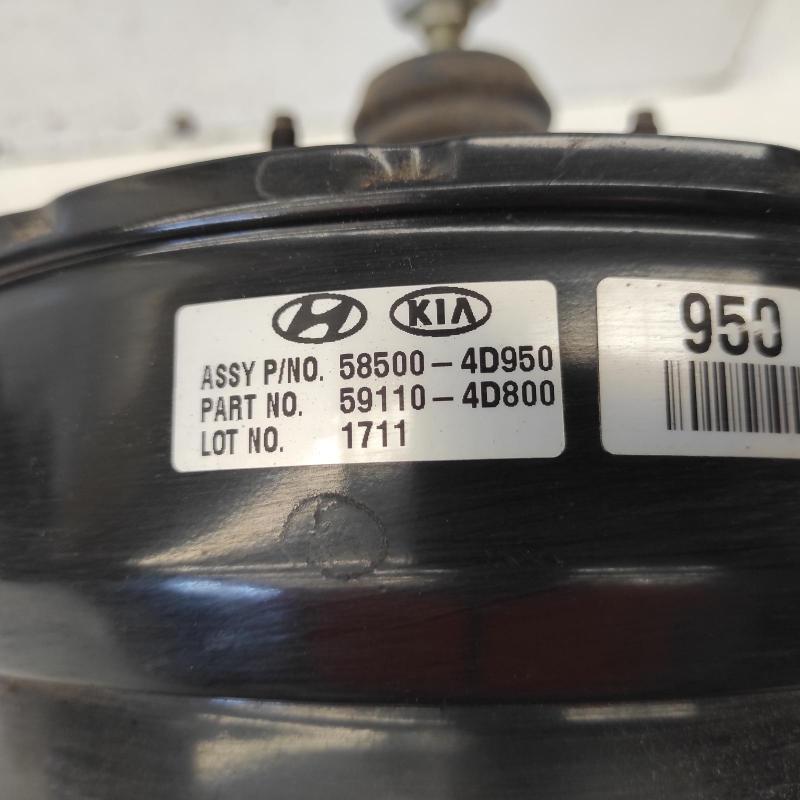 KIA
ASSY P/NO. 58500-4D950
PART NO. 59110-4D800
LOT NO. 1711
950